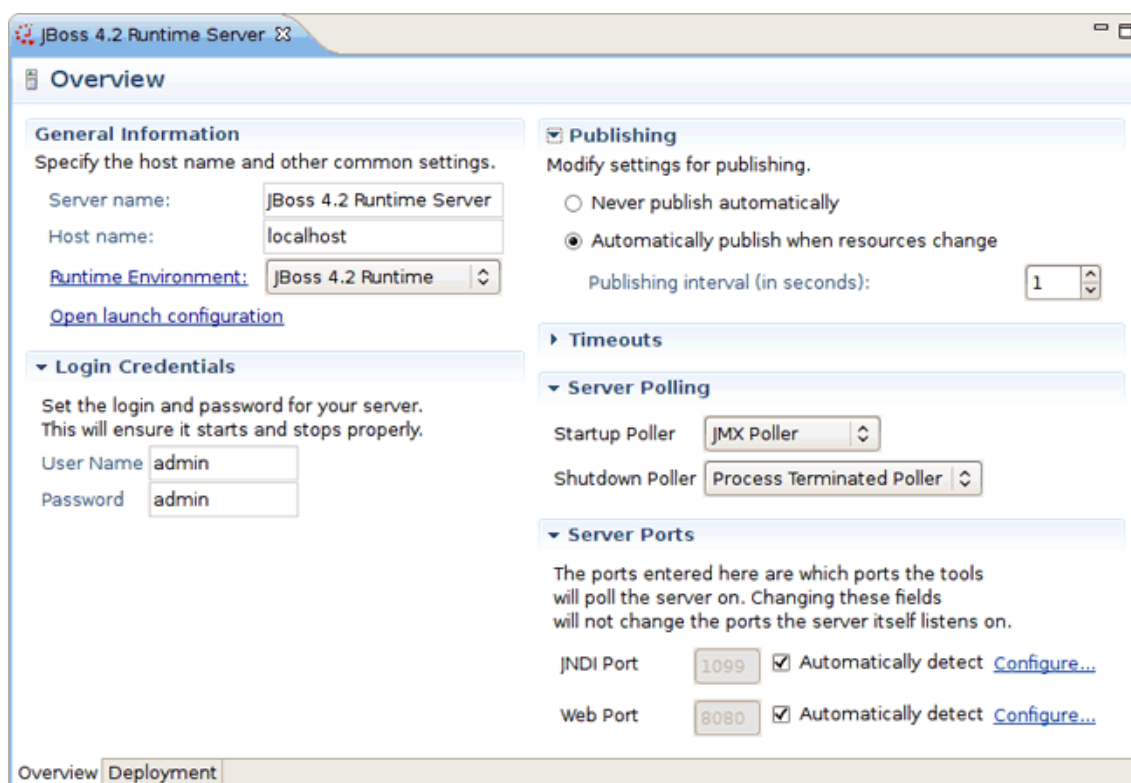 JBoss 4.2 Runtime Server
Overview
General Information
Specify the host name and other common settings.
Server name: JBoss 4.2 Runtime Server
Host name: localhost
Runtime Environment: JBoss 4.2 Runtime
Open launch configuration
Login Credentials
Set the login and password for your server.
This will ensure it starts and stops properly.
User Name admin
Password admin
Publishing
Modify settings for publishing.
Never publish automatically
Automatically publish when resources change
Publishing interval (in seconds): 1
Timeouts
Server Polling
Startup Poller JMX Poller
Shutdown Poller Process Terminated Poller
Server Ports
The ports entered here are which ports the tools
will poll the server on. Changing these fields
will not change the ports the server itself listens on.
JNDI Port 1099 Automatically detect Configure...
Web Port 8080 Automatically detect Configure...
Overview Deployment